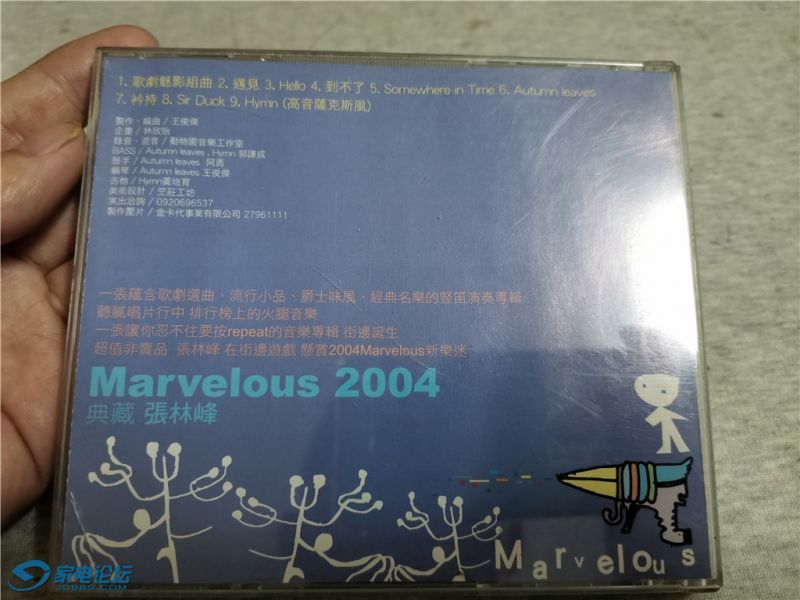 1. 歌劇魅影組曲 2. 遇見 3. Hello 4. 到不了 5. Somewhere in Time 6. Autumn leaves
7. 衿持 8. Sir Duck 9. Hymn (高音薩克斯風)
製作、編曲 / 王俊傑
企畫 / 林欣怡
錄音、混音 / 動物園音樂工作室
BASS / Autumn leaves、Hymn 郭謙成
鼓手 / Autumn leaves 阿勇
鋼琴 / Autumn leaves 王俊傑
吉他 / Hymn黃培育
美術設計 / 苎莊工坊
演出洽詢 / 0920696537
製作壓片 / 金卡代事業有限公司 27961111
一張蘊含歌劇選曲、流行小品、爵士味風、經典名樂的豎笛演奏專輯
聽膩唱片行中 排行榜上的火腿音樂
一張讓你忍不住要按repeat的音樂專輯 街邊誕生
超值非賣品 張林峰 在街邊遊戲 懸賞2004Marvelous新樂迷
Marvelous 2004
典藏 張林峰
Marvelous
家电论坛
JDBBS.COM